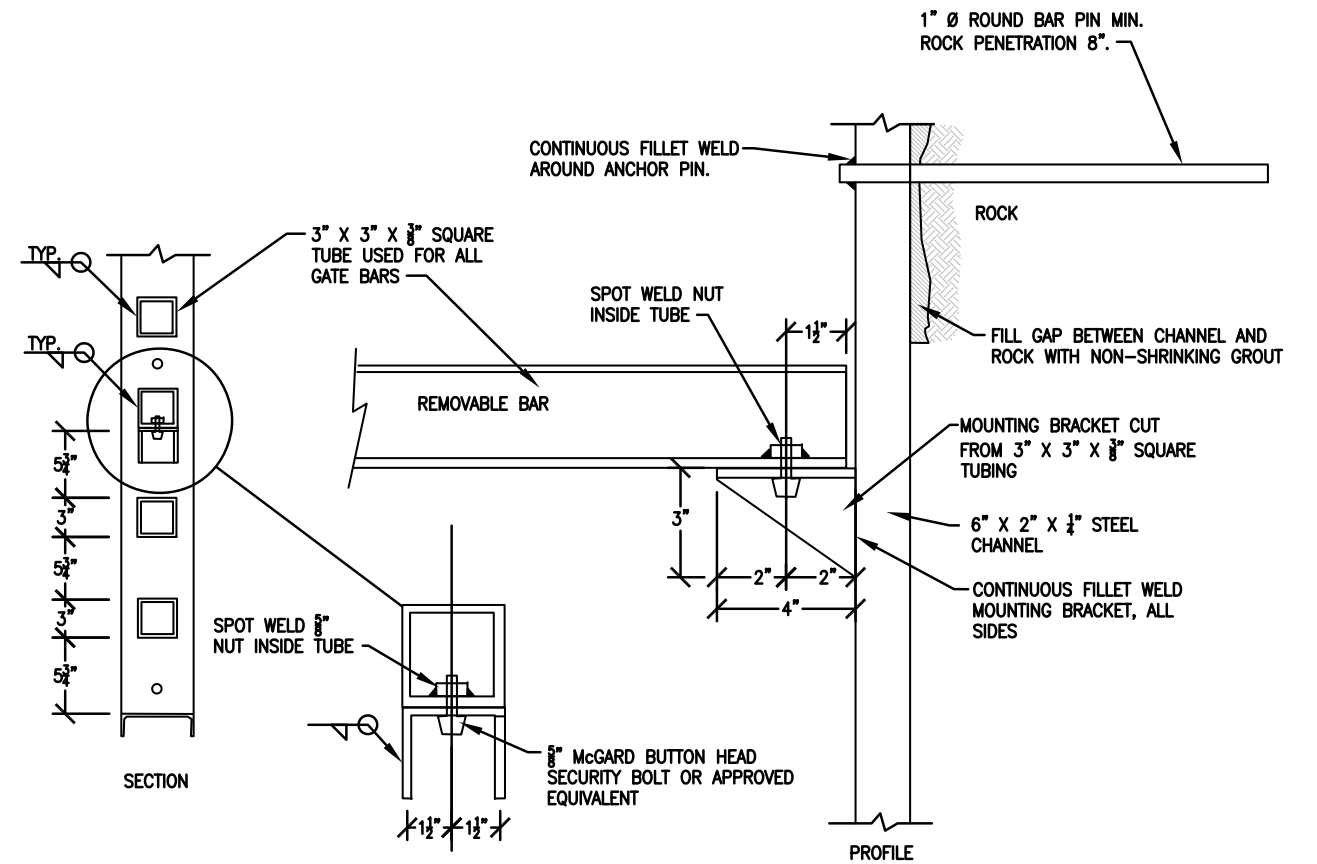 1" Ø ROUND BAR PIN MIN.
ROCK PENETRATION 8".
CONTINUOUS FILLET WELD
AROUND ANCHOR PIN.
ROCK
3" X 3" X 3/8" SQUARE
TUBE USED FOR ALL
GATE BARS
TYP.
TYP.
SPOT WELD NUT
INSIDE TUBE
1 1/2"
FILL GAP BETWEEN CHANNEL AND
ROCK WITH NON-SHRINKING GROUT
REMOVABLE BAR
MOUNTING BRACKET CUT
FROM 3" X 3" X 3/8" SQUARE
TUBING
5 3/4"
3"
5 3/4"
3"
5 3/4"
3"
6" X 2" X 1/4" STEEL
CHANNEL
2"
2"
4"
CONTINUOUS FILLET WELD
MOUNTING BRACKET, ALL
SIDES
SPOT WELD 5/8"
NUT INSIDE TUBE
5/8" McGARD BUTTON HEAD
SECURITY BOLT OR APPROVED
EQUIVALENT
1 1/2"
1 1/2"
SECTION
PROFILE